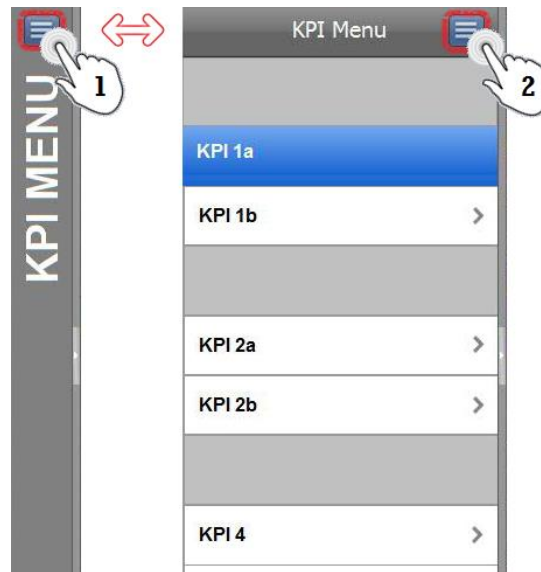 KPI MENU
1
KPI Menu
2
KPI 1a
KPI 1b
KPI 2a
KPI 2b
KPI 4